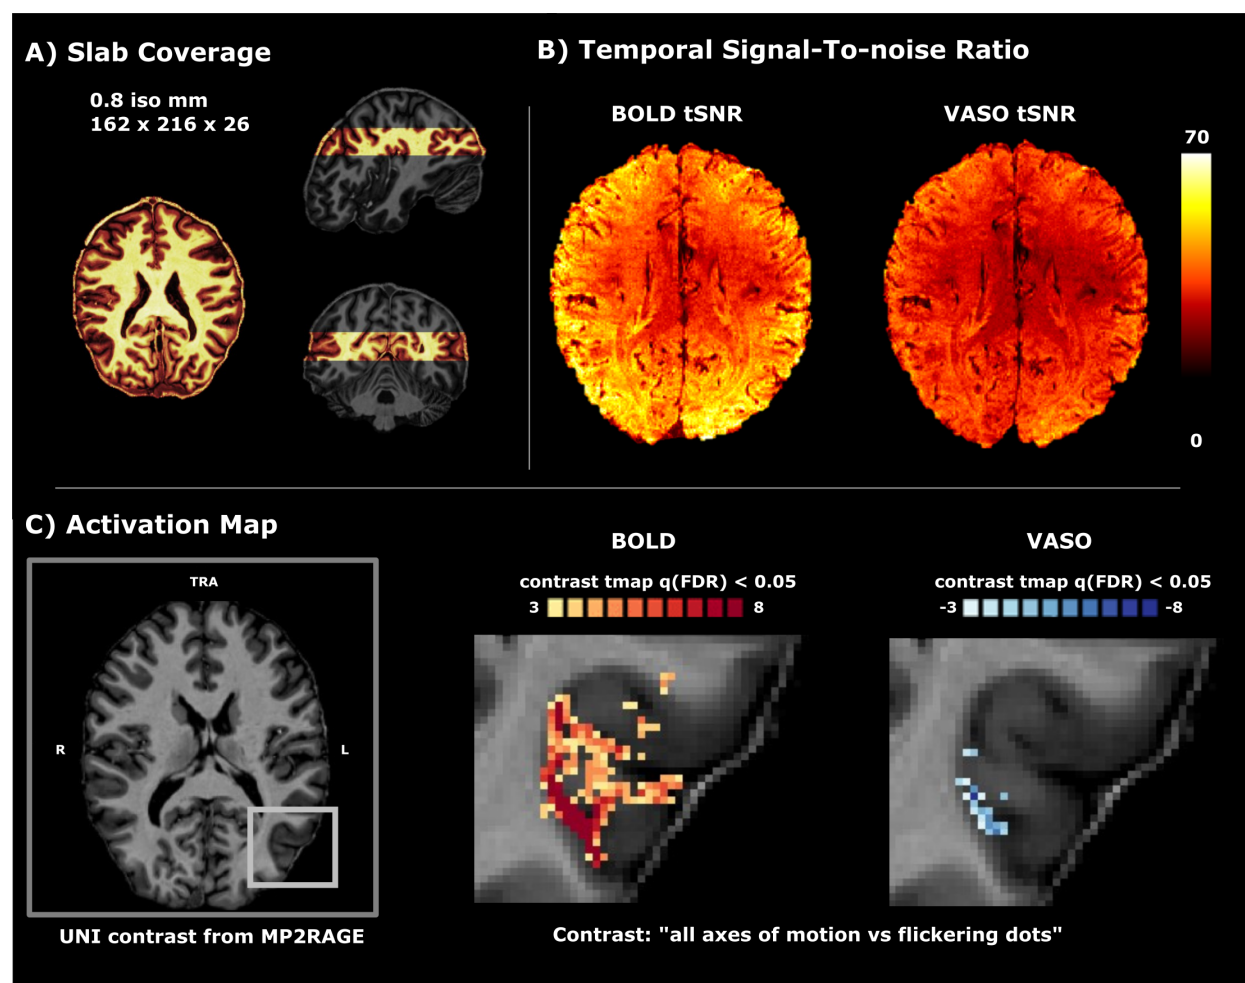 A) Slab Coverage
0.8 iso mm
162 x 216 x 26
B) Temporal Signal-To-noise Ratio
BOLD tSNR
VASO tSNR
70
0
C) Activation Map
TRA
R
L
UNI contrast from MP2RAGE
BOLD
contrast tmap q(FDR) < 0.05
3
8
VASO
contrast tmap q(FDR) < 0.05
-3
-8
Contrast: "all axes of motion vs flickering dots"